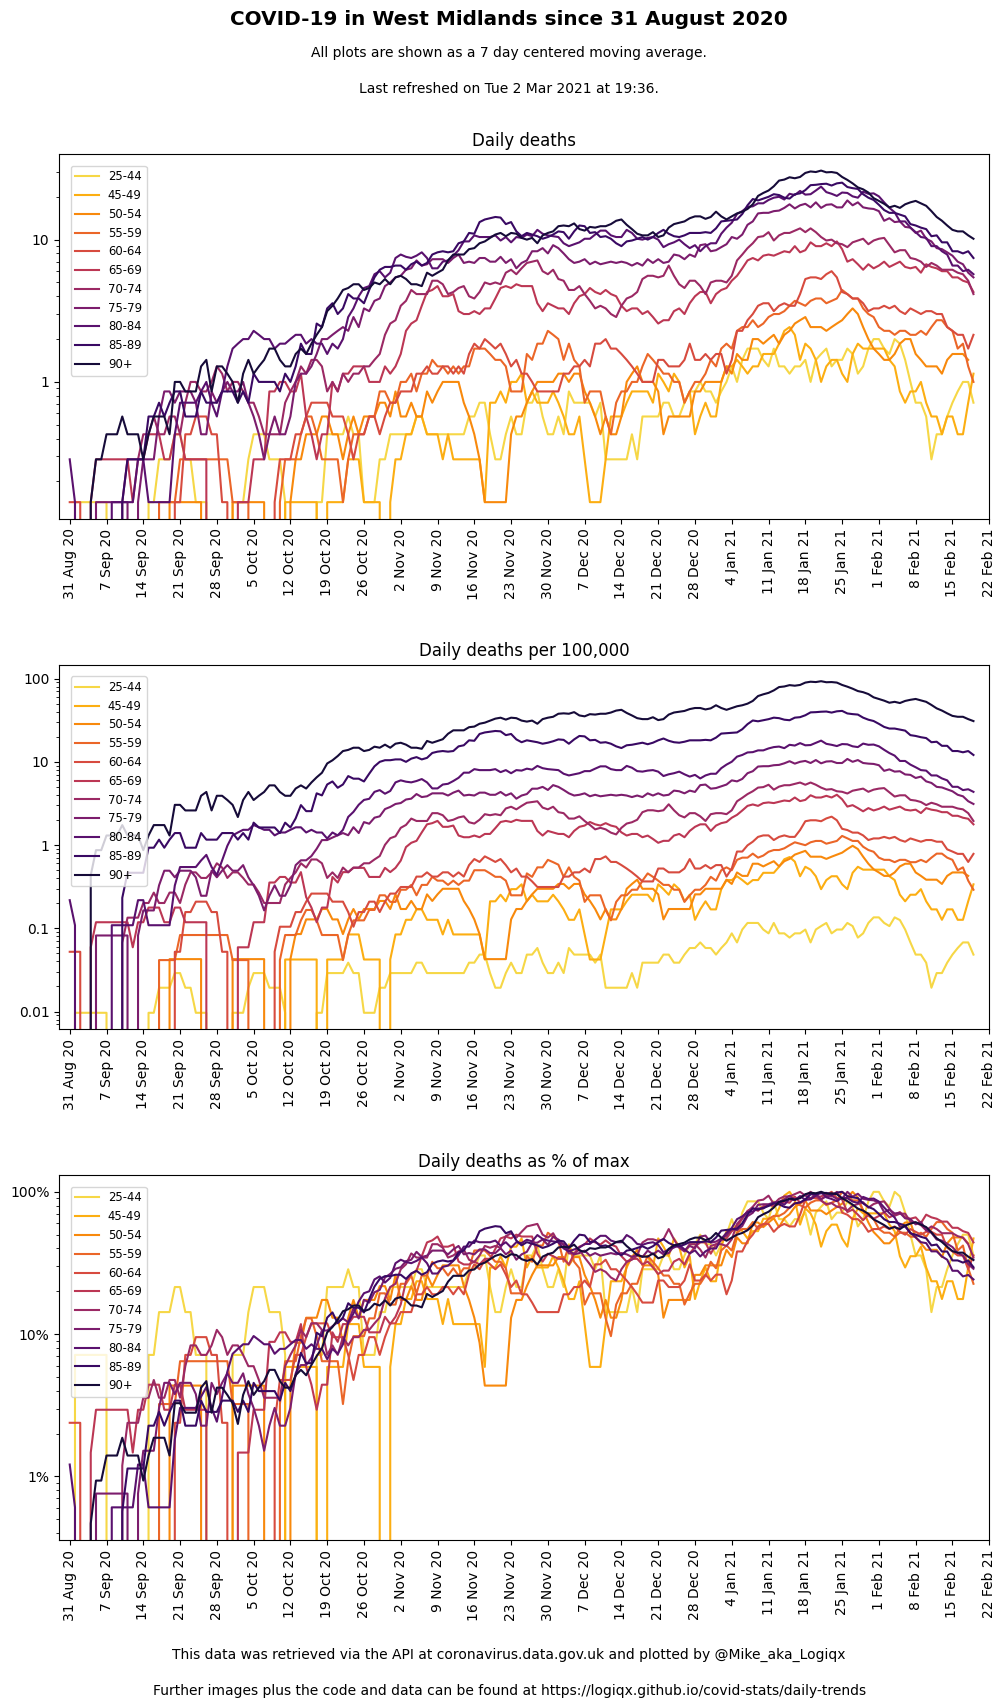 COVID-19 in West Midlands since 31 August 2020
All plots are shown as a 7 day centered moving average.
Last refreshed on Tue 2 Mar 2021 at 19:36.
Daily deaths
25-44
45-49
50-54
55-59
60-64
65-69
70-74
75-79
80-84
85-89
90+
10
1
31 Aug 20
7 Sep 20
14 Sep 20
21 Sep 20
28 Sep 20
5 Oct 20
12 Oct 20
19 Oct 20
26 Oct 20
2 Nov 20
9 Nov 20
16 Nov 20
23 Nov 20
30 Nov 20
7 Dec 20
14 Dec 20
21 Dec 20
28 Dec 20
4 Jan 21
11 Jan 21
18 Jan 21
25 Jan 21
1 Feb 21
8 Feb 21
15 Feb 21
22 Feb 21
Daily deaths per 100,000
25-44
45-49
50-54
55-59
60-64
65-69
70-74
75-79
80-84
85-89
90+
100
10
1
0.1
0.01
31 Aug 20
7 Sep 20
14 Sep 20
21 Sep 20
28 Sep 20
5 Oct 20
12 Oct 20
19 Oct 20
26 Oct 20
2 Nov 20
9 Nov 20
16 Nov 20
23 Nov 20
30 Nov 20
7 Dec 20
14 Dec 20
21 Dec 20
28 Dec 20
4 Jan 21
11 Jan 21
18 Jan 21
25 Jan 21
1 Feb 21
8 Feb 21
15 Feb 21
22 Feb 21
Daily deaths as % of max
25-44
45-49
50-54
55-59
60-64
65-69
70-74
75-79
80-84
85-89
90+
100%
10%
1%
31 Aug 20
7 Sep 20
14 Sep 20
21 Sep 20
28 Sep 20
5 Oct 20
12 Oct 20
19 Oct 20
26 Oct 20
2 Nov 20
9 Nov 20
16 Nov 20
23 Nov 20
30 Nov 20
7 Dec 20
14 Dec 20
21 Dec 20
28 Dec 20
4 Jan 21
11 Jan 21
18 Jan 21
25 Jan 21
1 Feb 21
8 Feb 21
15 Feb 21
22 Feb 21
This data was retrieved via the API at coronavirus.data.gov.uk and plotted by @Mike_aka_Logiqx
Further images plus the code and data can be found at https://logiqx.github.io/covid-stats/daily-trends